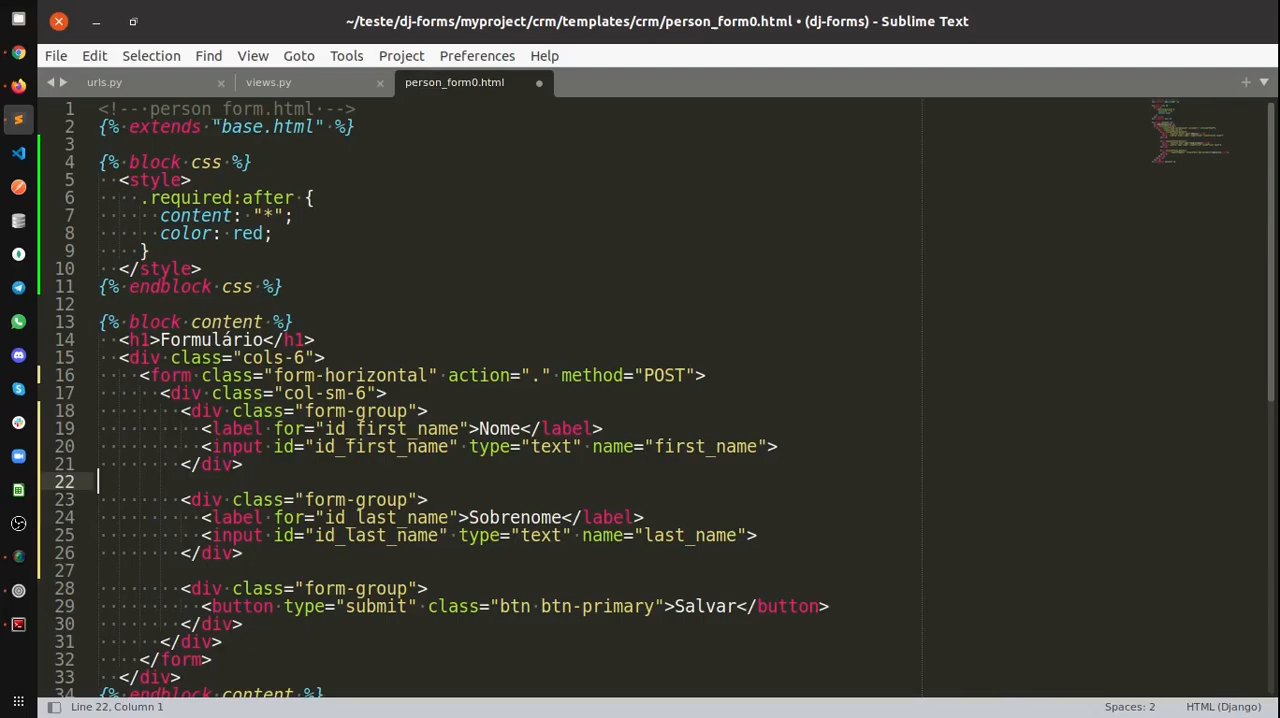 ~/teste/dj-forms/myproject/crm/templates/crm/person_form0.html • (dj-forms) - Sublime Text
File Edit Selection Find View Goto Tools Project Preferences Help
urls.py × views.py × person_form0.html
1 <!-- person form.html -->
2 {% extends "base.html" %}
3
4 {% block css %}
5 <style>
6 .required:after {
7 content: "*";
8 color: red;
9 }
10 </style>
11 {% endblock css %}
12
13 {% block content %}
14 <h1>Formulário</h1>
15 <div class="cols-6">
16 <form class="form-horizontal" action="." method="POST">
17 <div class="col-sm-6">
18 <div class="form-group">
19 <label for="id_first_name">Nome</label>
20 <input id="id_first_name" type="text" name="first_name">
21 </div>
22
23 <div class="form-group">
24 <label for="id_last_name">Sobrenome</label>
25 <input id="id_last_name" type="text" name="last_name">
26 </div>
27
28 <div class="form-group">
29 <button type="submit" class="btn btn-primary">Salvar</button>
30 </div>
31 </div>
32 </form>
33 </div>
34 {% endblock content %}
Line 22, Column 1 Spaces: 2 HTML (Django)